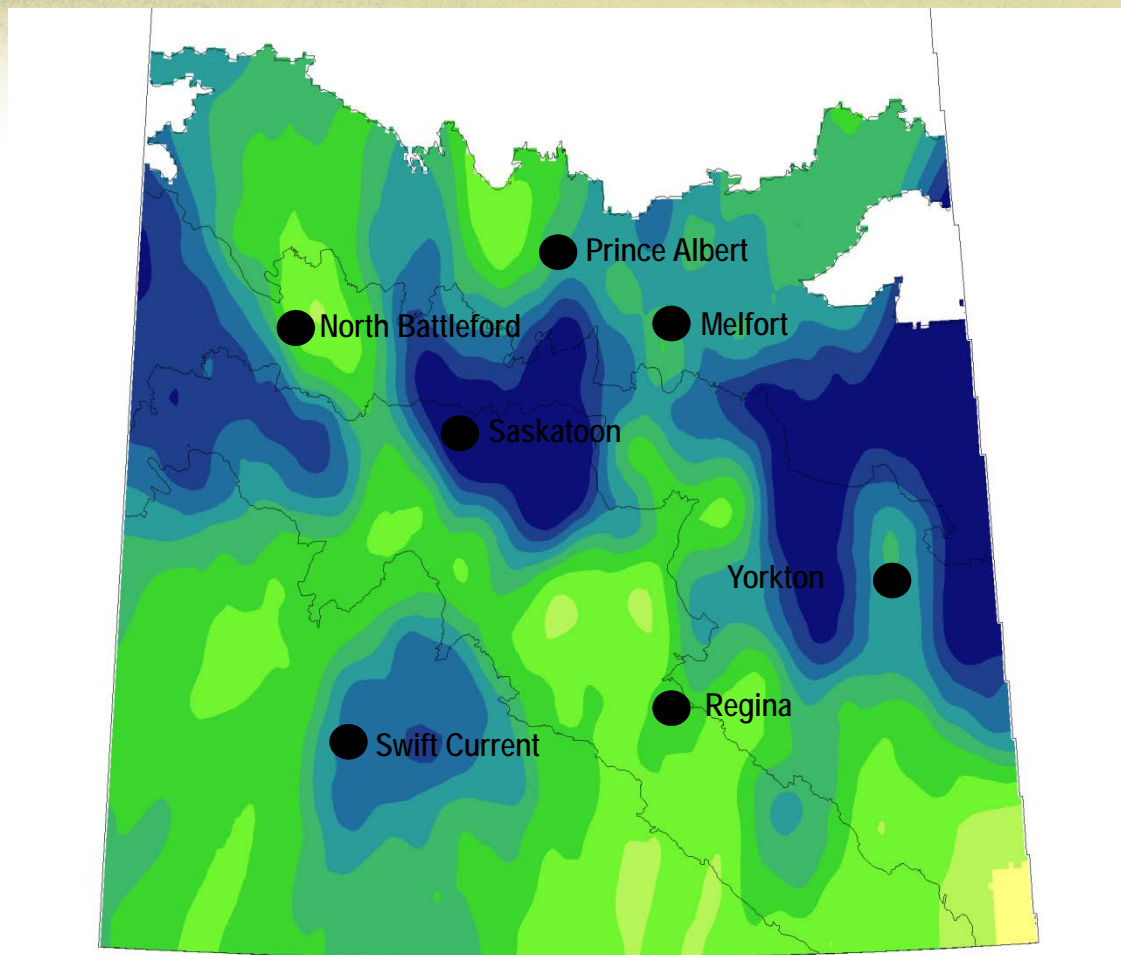 Prince Albert
North Battleford
Melfort
Saskatoon
Yorkton
Regina
Swift Current